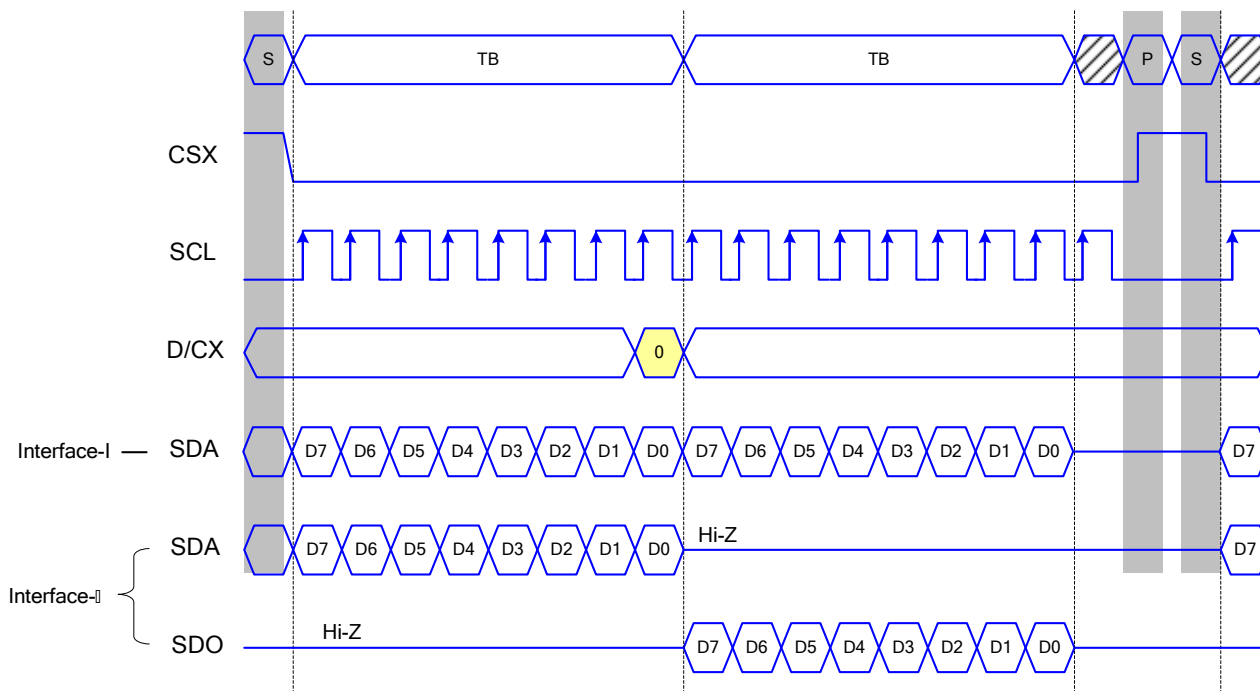 S TB TB P S
CSX
SCL
D/CX 0
Interface-I SDA D7 D6 D5 D4 D3 D2 D1 D0 D7 D6 D5 D4 D3 D2 D1 D0 D7
SDA D7 D6 D5 D4 D3 D2 D1 D0 Hi-Z D7
Interface-▯
SDO Hi-Z D7 D6 D5 D4 D3 D2 D1 D0